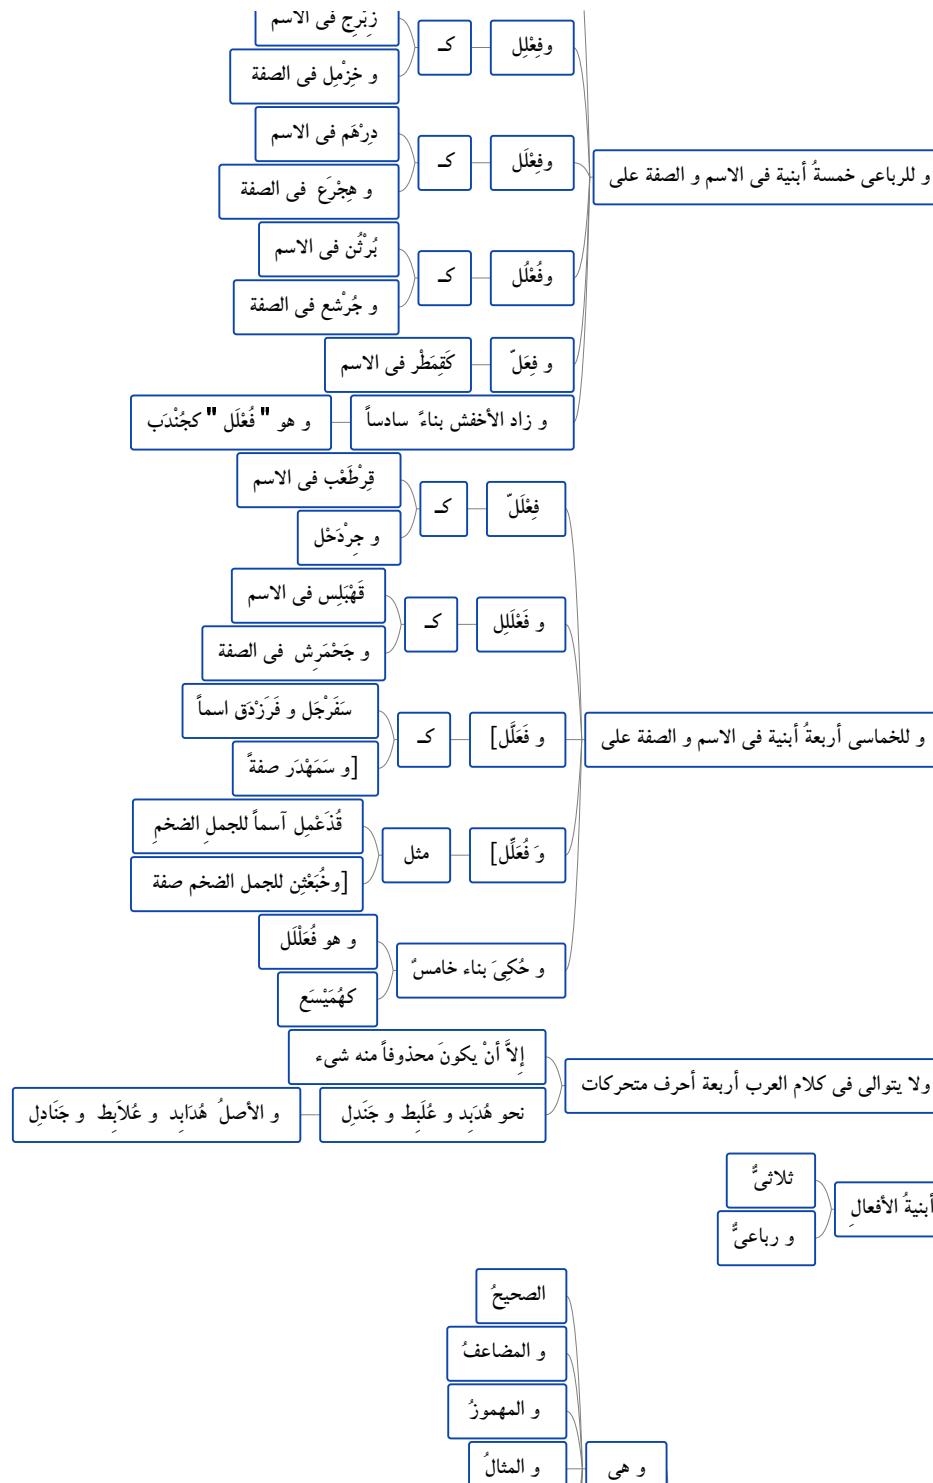 و للرباعى خمسةُ أبنية فى الاسم و الصفة على
وفِعْلِل
كـ
زِبْرِج فى الاسم
و خِرْمِل فى الصفة
وفِعْلَل
كـ
دِرْهَم فى الاسم
و هِجْرَع فى الصفة
وفُعْلُل
كـ
بُرْثُن فى الاسم
و جُرْشع فى الصفة
و فِعَلّ
كَقِمَطْر فى الاسم
و زاد الأخفش بناءً سادساً
و هو " فُعْلَل " كجُنْدَب
و للخماسى أربعةُ أبنية فى الاسم و الصفة على
فِعْلَلّ
كـ
قِرْطَعْب فى الاسم
و جِرْدَحْل
و فَعْلَلِل
كـ
قَهْبَلِس فى الاسم
و جَحْمَرِش فى الصفة
و فَعَلَّل]
كـ
سَفَرْجَل و فَرَزْدَق اسماً
[و سَمَهْدَر صفةً
وَ فُعَلِّل]
مثل
قُذَعْمِل آسماً للجملِ الضخمِ
[وخُبَعْثِن للجمل الضخم صفة
و حُكِىَ بناء خامسٌ
و هو فُعَلْلَل
كهُمَيْسَع
ولا يتوالى فى كلام العرب أربعة أحرف متحركات
إلاَّ أنْ يكونَ محذوفاً منه شىء
نحو هُدَبِد و عُلَبِط و جَنَدِل
و الأصلُ هُدَابِد و عُلاَبِط و جَنَادِل
أبنيةُ الأفعالِ
ثلاثىٌّ
و رباعىٌّ
و هى
الصحيحُ
و المضاعفُ
و المهموزُ
و المثالُ